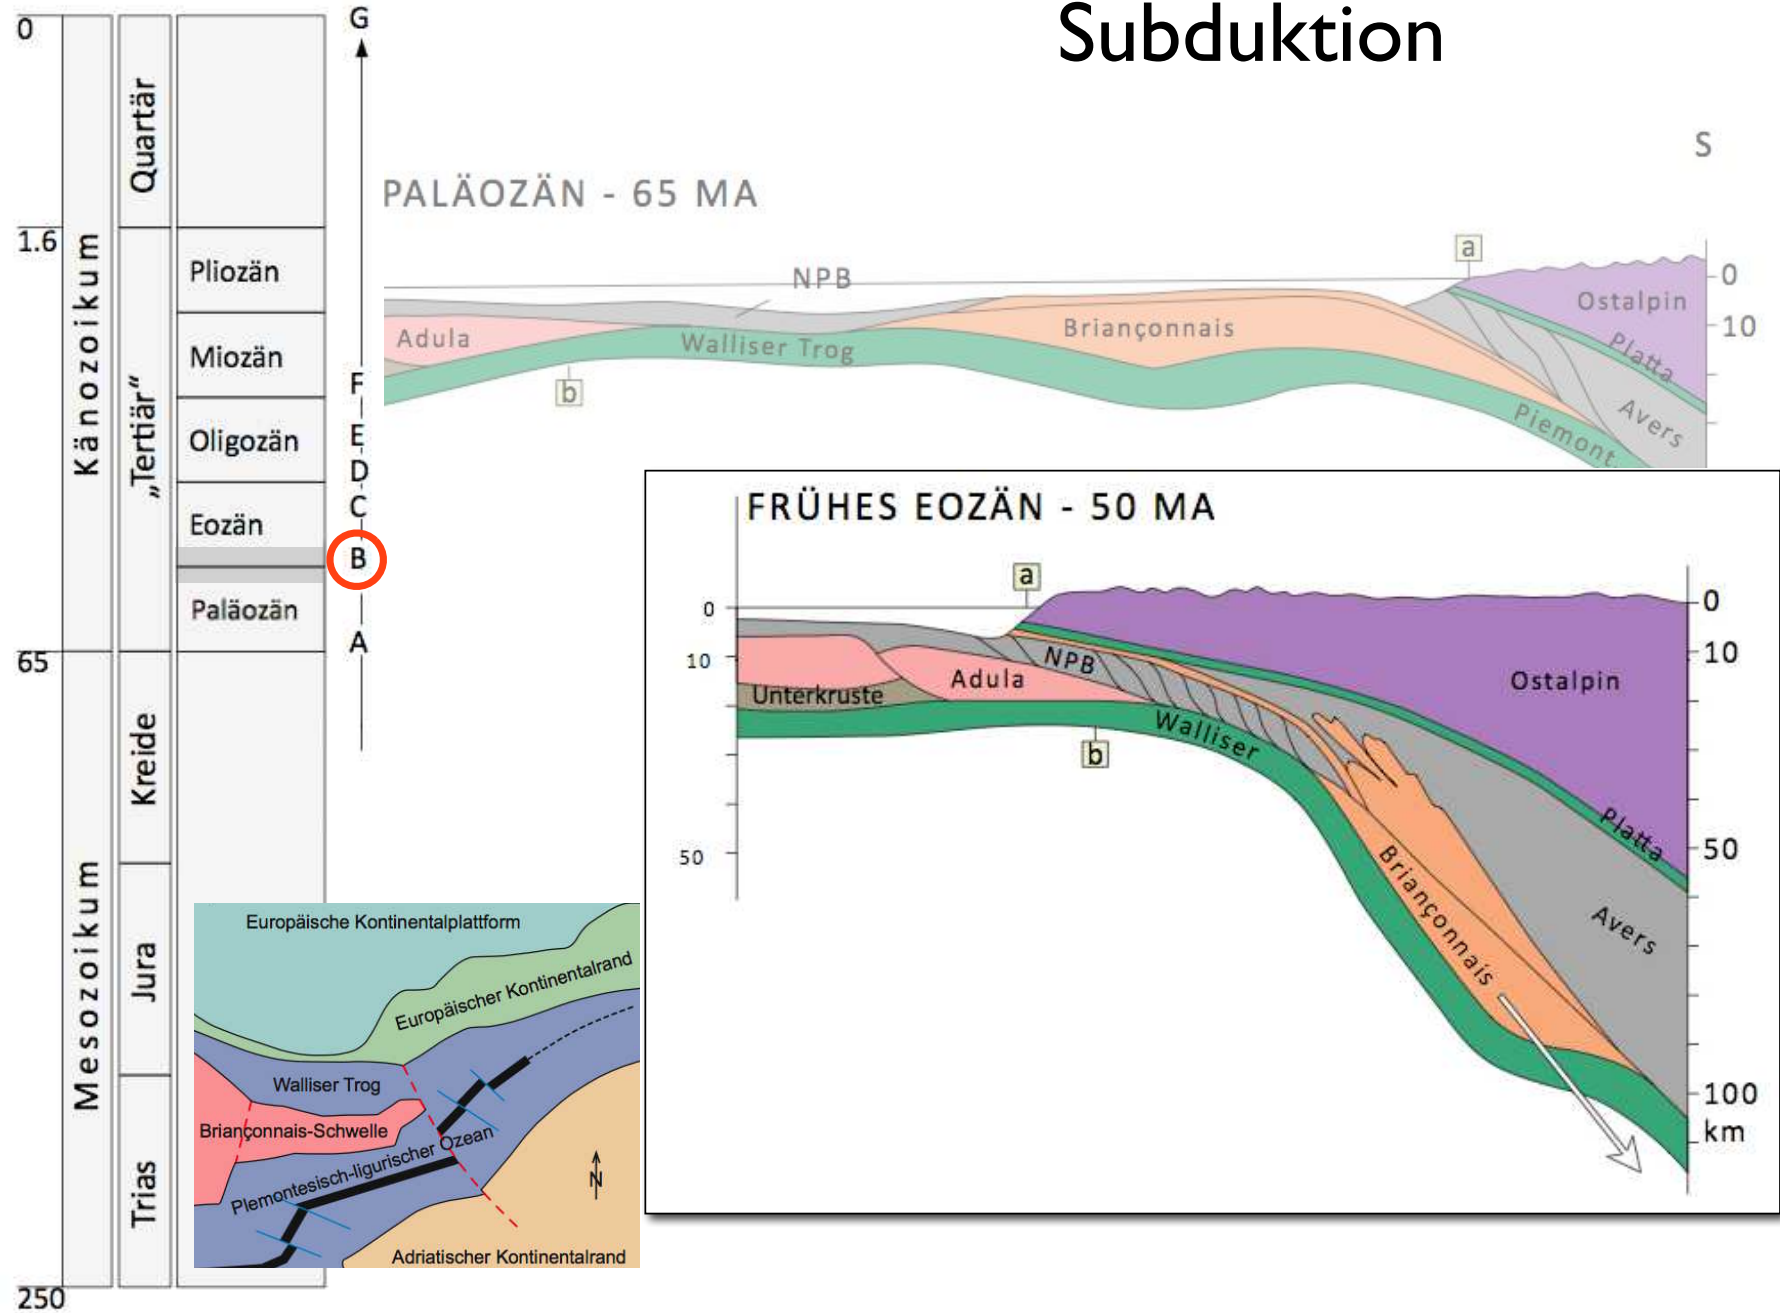 Subduktion
0
1.6
65
250
Känozoikum
Mesozoikum
Quartär
„Tertiär“
Kreide
Jura
Trias
Pliozän
Miozän
Oligozän
Eozän
Paläozän
G
F
E
D
C
B
A
PALÄOZÄN - 65 MA
S
a
NPB
0
Ostalpin
10
Adula
Walliser Trog
Briançonnais
Platta
b
Avers
Piemont.
FRÜHES EOZÄN - 50 MA
a
0
0
10
NPB
10
Unterkruste
Adula
Ostalpin
Walliser
b
50
Platta
50
Briançonnais
Avers
100
km
Europäische Kontinentalplattform
Europäischer Kontinentalrand
Walliser Trog
Briançonnais-Schwelle
Plemontesisch-ligurischer Ozean
N
Adriatischer Kontinentalrand